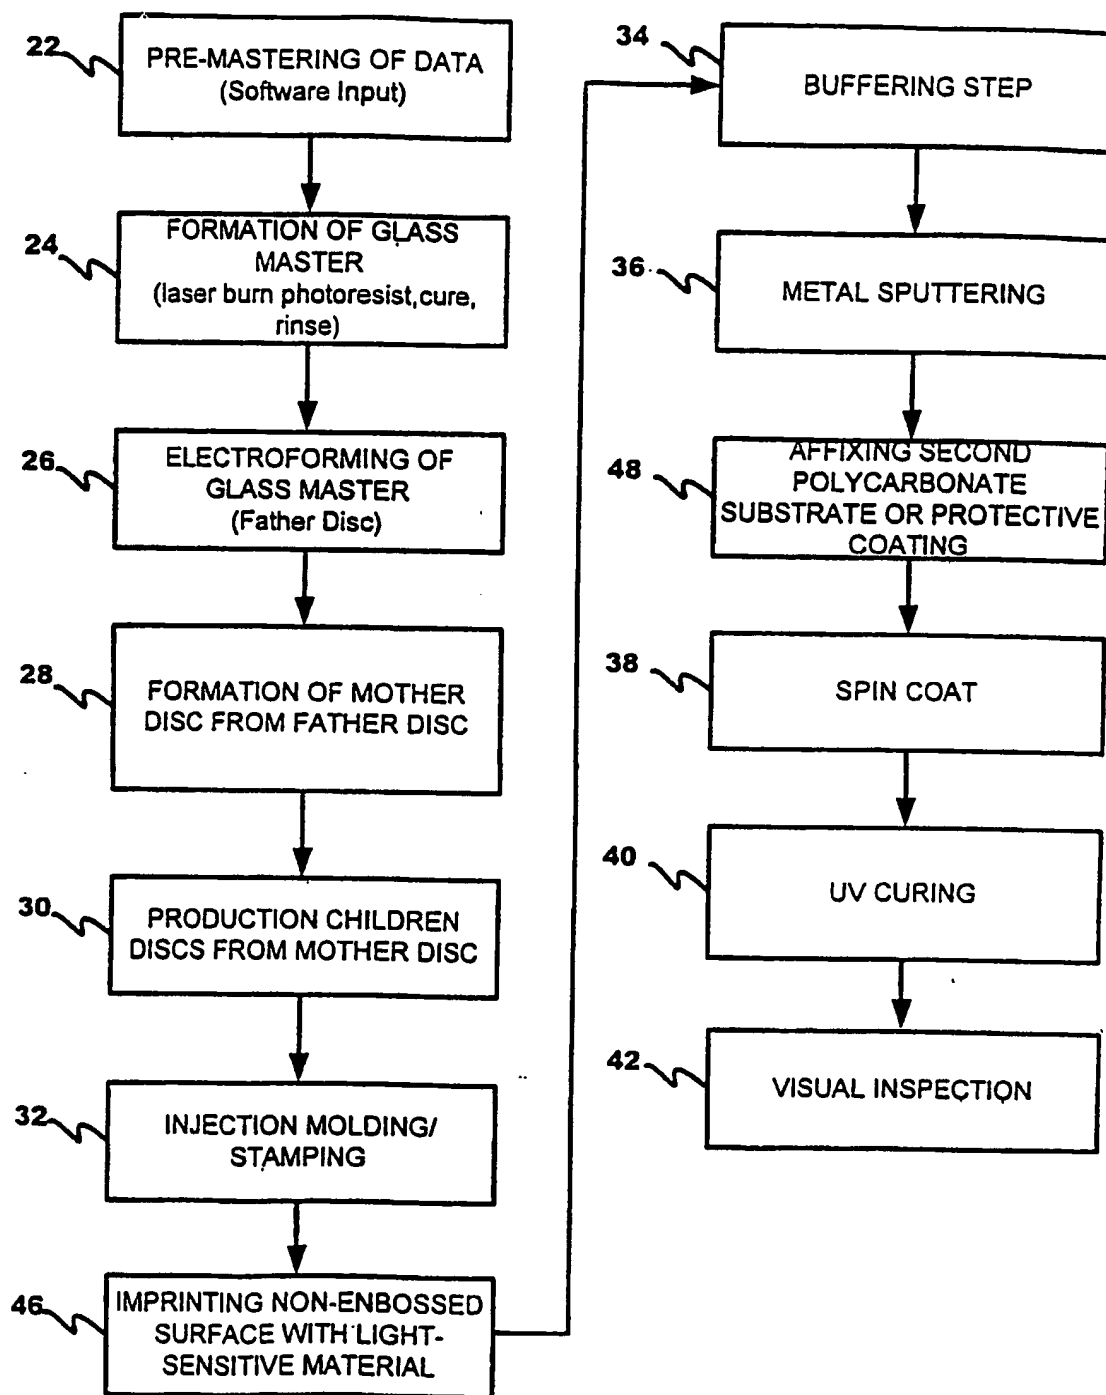 22
PRE-MASTERING OF DATA
(Software Input)
24
FORMATION OF GLASS
MASTER
(laser burn photoresist,cure,
rinse)
26
ELECTROFORMING OF
GLASS MASTER
(Father Disc)
28
FORMATION OF MOTHER
DISC FROM FATHER DISC
30
PRODUCTION CHILDREN
DISCS FROM MOTHER DISC
32
INJECTION MOLDING/
STAMPING
46
IMPRINTING NON-ENBOSSED
SURFACE WITH LIGHT-
SENSITIVE MATERIAL
34
BUFFERING STEP
36
METAL SPUTTERING
48
AFFIXING SECOND
POLYCARBONATE
SUBSTRATE OR PROTECTIVE
COATING
38
SPIN COAT
40
UV CURING
42
VISUAL INSPECTION